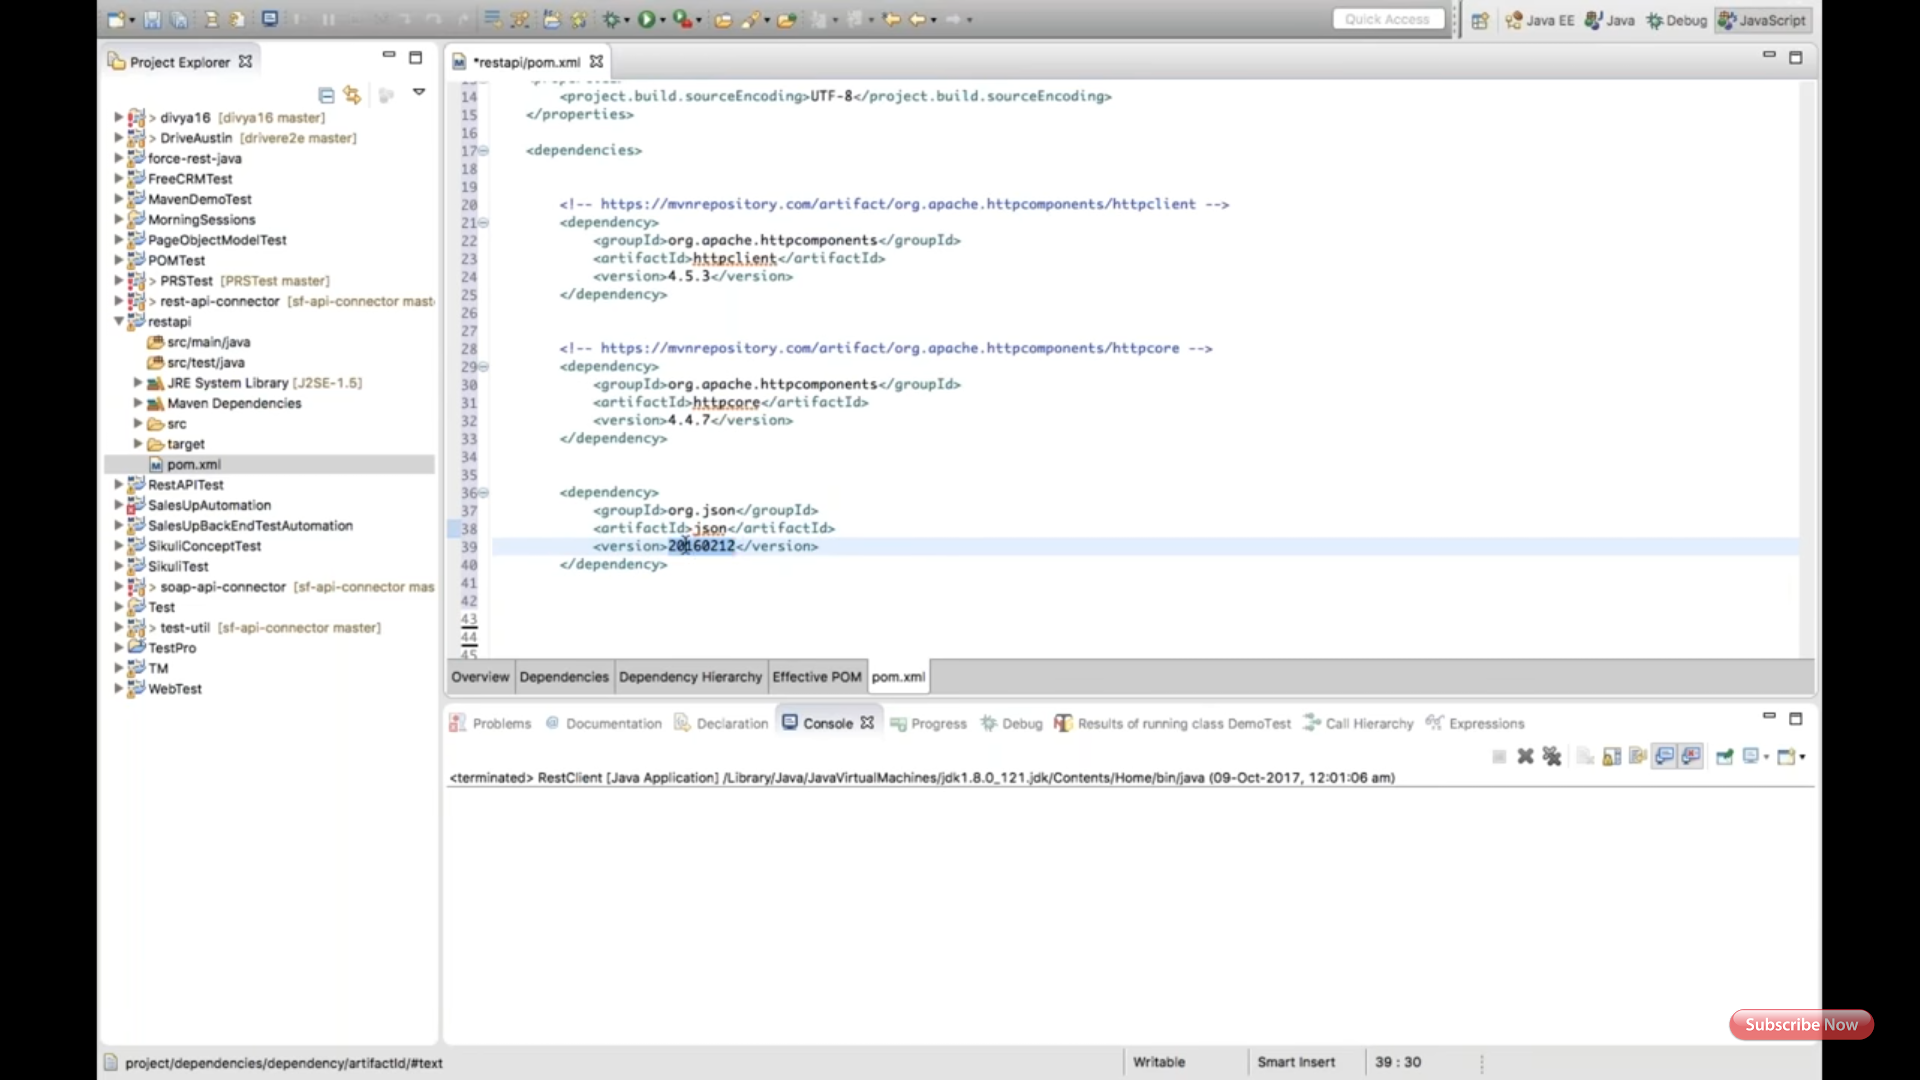 Quick Access
Java EE
Java
Debug
JavaScript
Project Explorer
*restapi/pom.xml
> divya16 [divya16 master]
> DriveAustin [drivere2e master]
force-rest-java
FreeCRMTest
MavenDemoTest
MorningSessions
PageObjectModelTest
POMTest
> PRSTest [PRSTest master]
> rest-api-connector [sf-api-connector mast
restapi
src/main/java
src/test/java
JRE System Library [J2SE-1.5]
Maven Dependencies
src
target
pom.xml
RestAPITest
SalesUpAutomation
SalesUpBackEndTestAutomation
SikuliConceptTest
SikuliTest
> soap-api-connector [sf-api-connector mas
Test
> test-util [sf-api-connector master]
TestPro
TM
WebTest
14 <project.build.sourceEncoding>UTF-8</project.build.sourceEncoding>
15 </properties>
16
17 <dependencies>
18
19
20 <!-- https://mvnrepository.com/artifact/org.apache.httpcomponents/httpclient -->
21 <dependency>
22 <groupId>org.apache.httpcomponents</groupId>
23 <artifactId>httpclient</artifactId>
24 <version>4.5.3</version>
25 </dependency>
26
27
28 <!-- https://mvnrepository.com/artifact/org.apache.httpcomponents/httpcore -->
29 <dependency>
30 <groupId>org.apache.httpcomponents</groupId>
31 <artifactId>httpcore</artifactId>
32 <version>4.4.7</version>
33 </dependency>
34
35
36 <dependency>
37 <groupId>org.json</groupId>
38 <artifactId>json</artifactId>
39 <version>20160212</version>
40 </dependency>
41
42
43
44
45
Overview Dependencies Dependency Hierarchy Effective POM pom.xml
Problems Documentation Declaration Console Progress Debug Results of running class DemoTest Call Hierarchy Expressions
<terminated> RestClient [Java Application] /Library/Java/JavaVirtualMachines/jdk1.8.0_121.jdk/Contents/Home/bin/java (09-Oct-2017, 12:01:06 am)
Subscribe Now
project/dependencies/dependency/artifactId/#text
Writable
Smart Insert
39 : 30